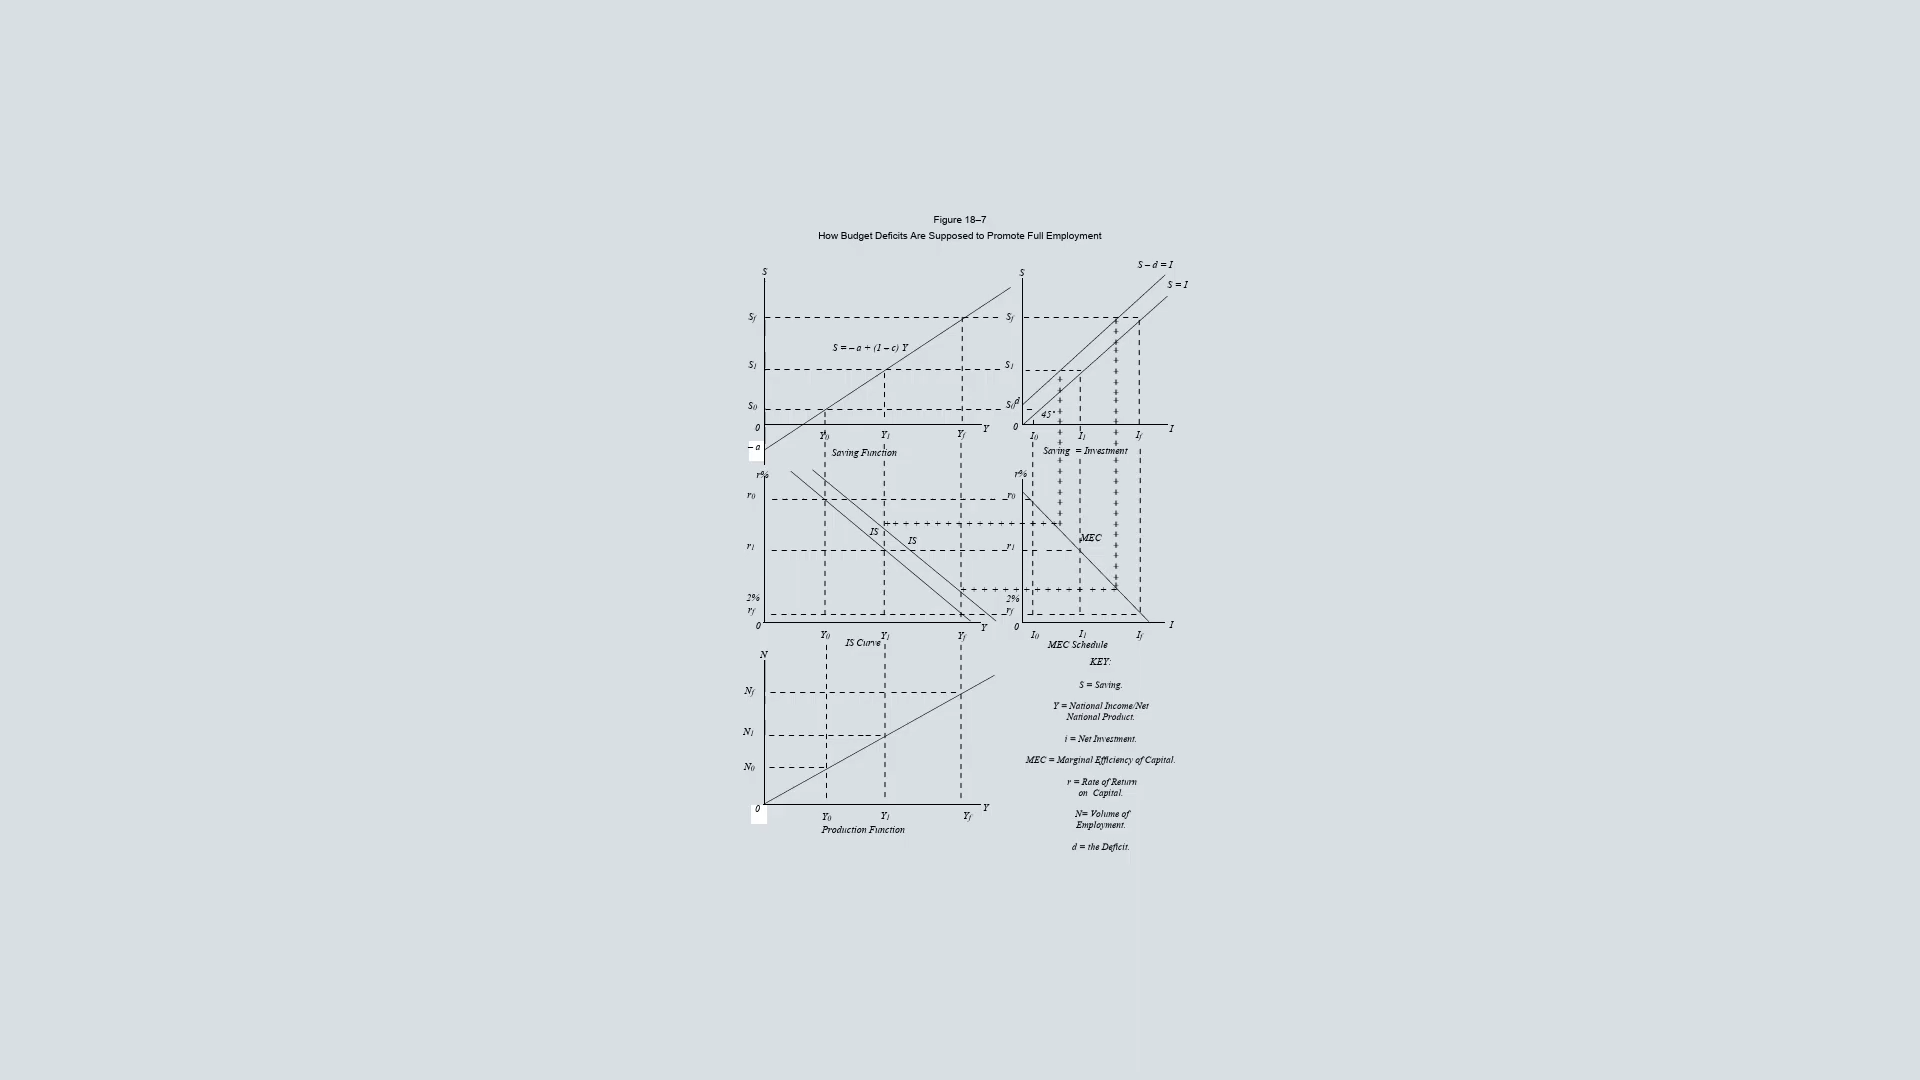 Figure 18–7
How Budget Deficits Are Supposed to Promote Full Employment
S – d = I
S
S
S = I
Sf
Sf
S = – a + (1 – c) Y
S1
S1
S0
S0
d
45°
0
Y0
Y1
Yf
Y
0
I0
I1
If
I
– a
Saving Function
Saving = Investment
r%
r%
r0
r0
IS
IS
MEC
r1
r1
2%
2%
rf
rf
0
Y0
Y1
Yf
Y
0
I0
I1
If
I
IS Curve
MEC Schedule
N
KEY:
Nf
S = Saving.
Y = National Income/Net
National Product.
N1
i = Net Investment.
MEC = Marginal Efficiency of Capital.
N0
r = Rate of Return
on Capital.
0
Y
Y0
Y1
Yf
N= Volume of
Employment.
Production Function
d = the Deficit.